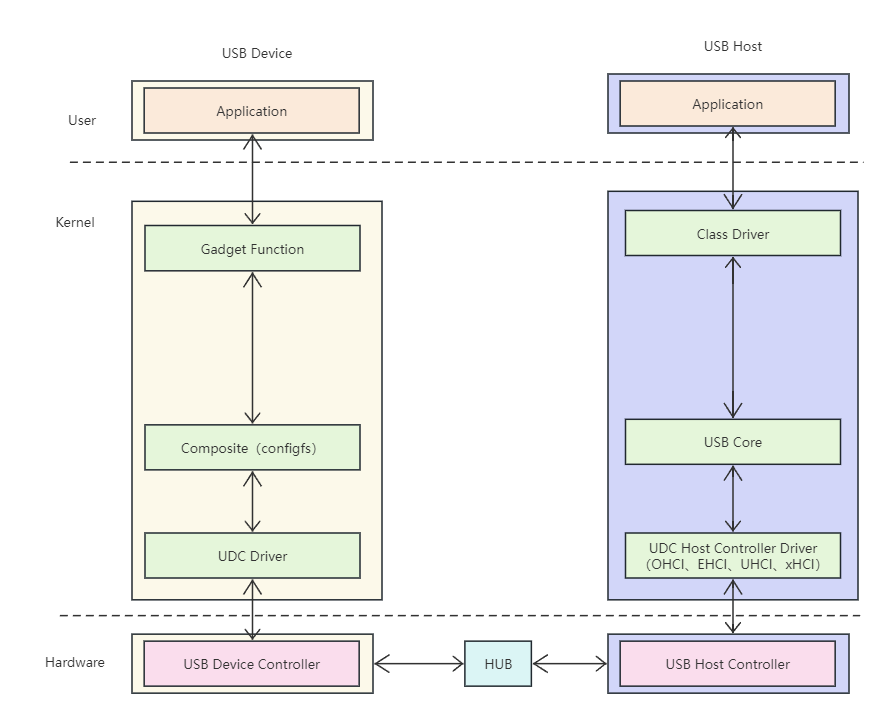 USB Device
USB Host
Application
Application
User
Kernel
Gadget Function
Class Driver
Composite（configfs）
USB Core
UDC Driver
UDC Host Controller Driver
（OHCI、EHCI、UHCI、xHCI）
Hardware
USB Device Controller
HUB
USB Host Controller